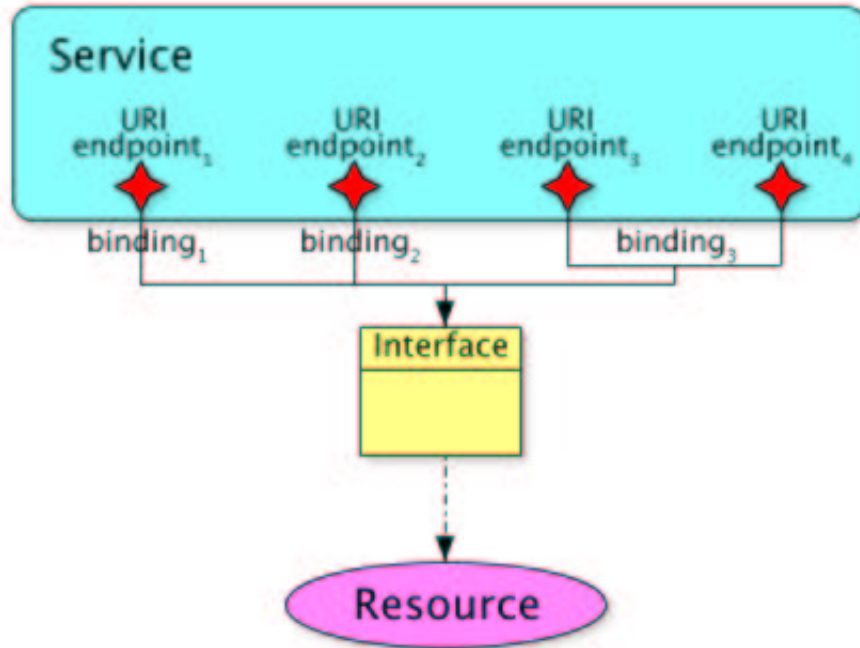 Service
URI endpoint₁
URI endpoint₂
URI endpoint₃
URI endpoint₄
binding₁
binding₂
binding₃
Interface
Resource